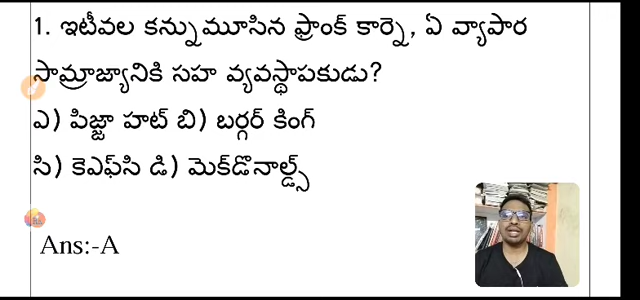 1. ఇటీవల కన్నుమూసిన ఫ్రాంక్ కార్నె, ఏ వ్యాపార
సామ్రాజ్యానికి సహ వ్యవస్థాపకుడు?
ఎ) పిజ్జా హట్ బి) బర్గర్ కింగ్
సి) కెఎఫ్‌సి డి) మెక్‌డొనాల్డ్స్
Ans:-A